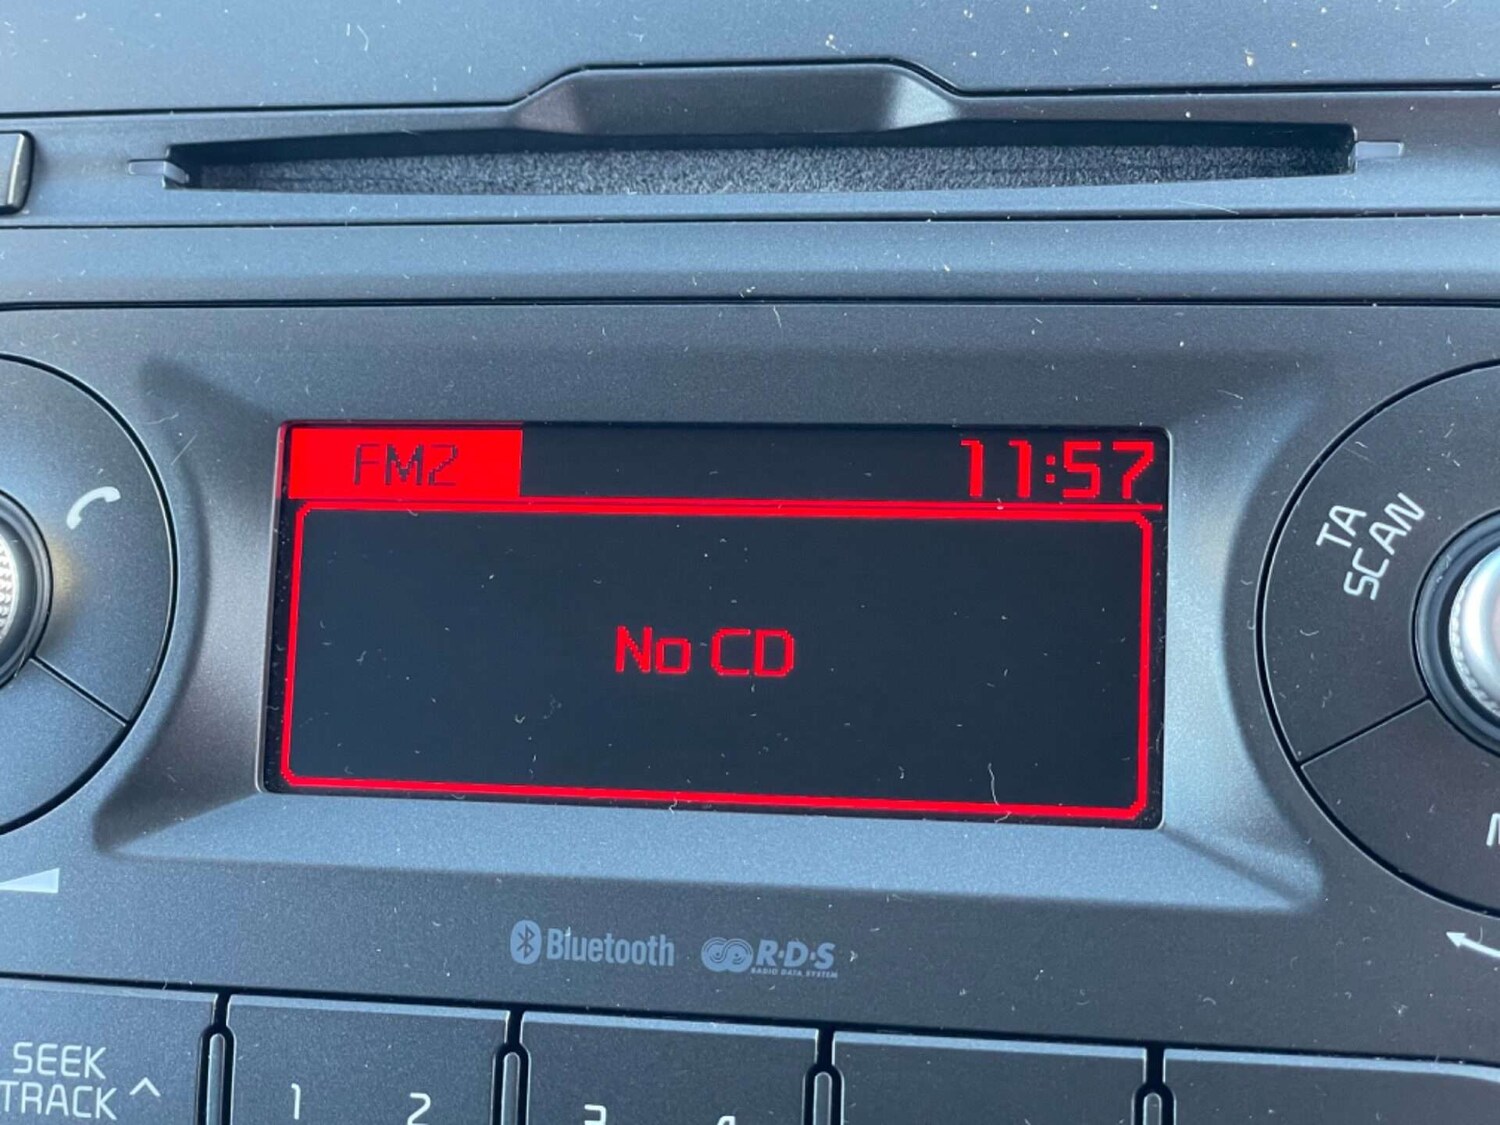 FM2 11:57
No CD
TA
SCAN
Bluetooth R·D·S
RADIO DATA SYSTEM
SEEK
TRACK
1 2 3 4